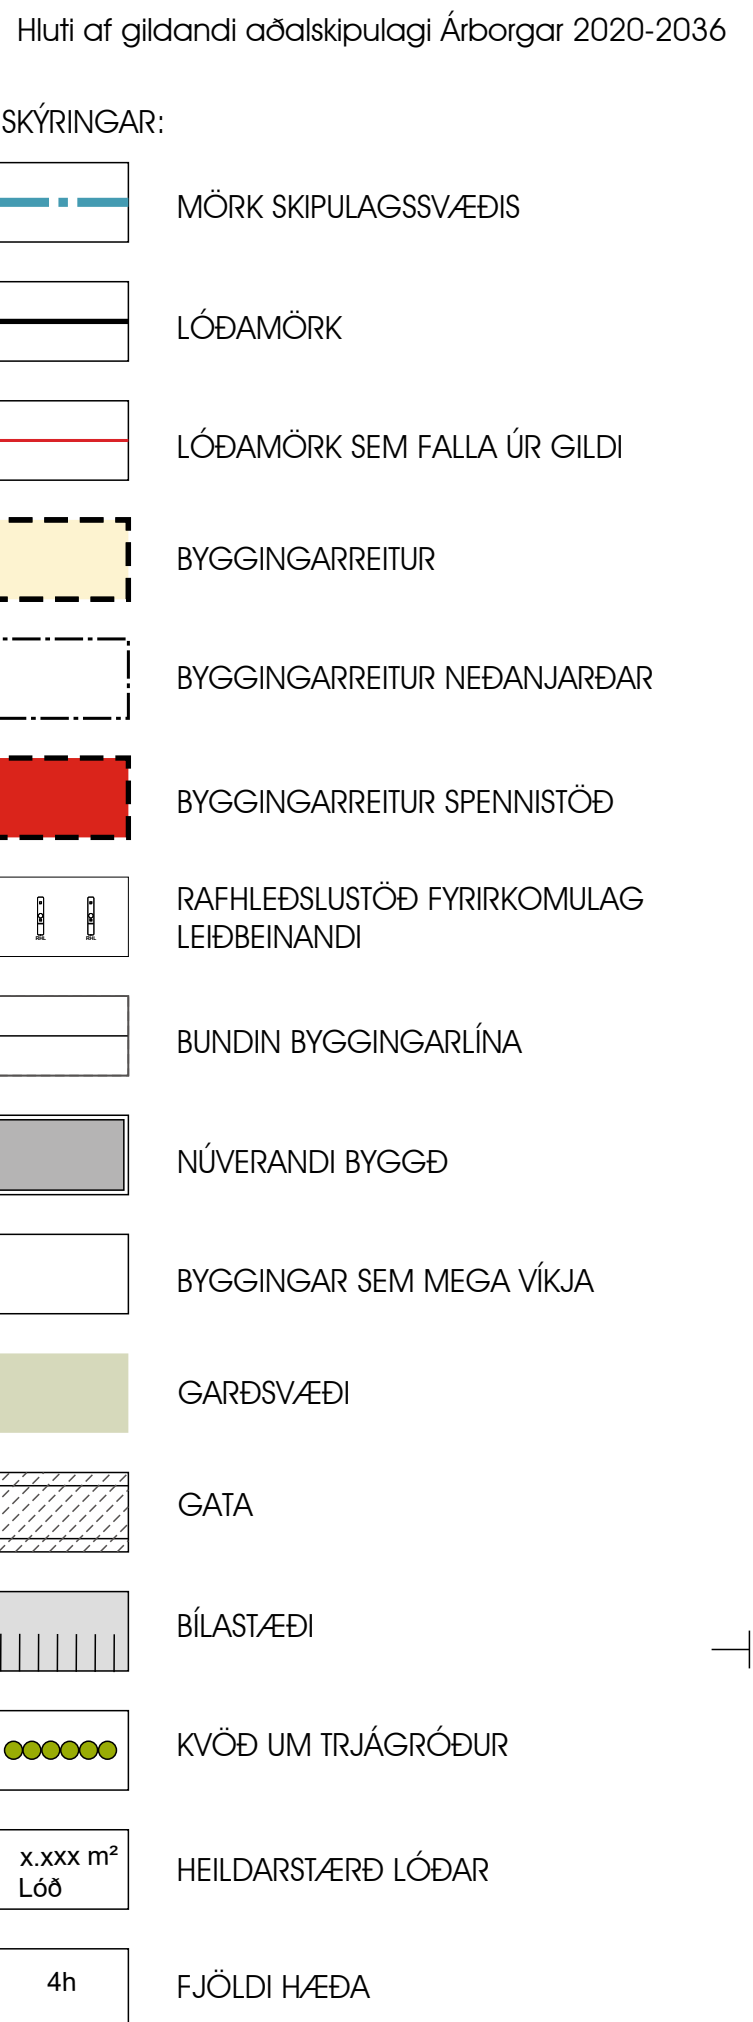 Hluti af gildandi aðalskipulagi Árborgar 2020-2036
SKÝRINGAR:
MÖRK SKIPULAGSSVÆÐIS
LÓÐAMÖRK
LÓÐAMÖRK SEM FALLA ÚR GILDI
BYGGINGARREITUR
BYGGINGARREITUR NEÐANJARÐAR
BYGGINGARREITUR SPENNISTÖÐ
RHL RHL
RAFHLEÐSLUSTÖÐ FYRIRKOMULAG
LEIÐBEINANDI
BUNDIN BYGGINGARLÍNA
NÚVERANDI BYGGÐ
BYGGINGAR SEM MEGA VÍKJA
GARÐSVÆÐI
GATA
BÍLASTÆÐI
KVÖÐ UM TRJÁGRÓÐUR
x.xxx m²
Lóð
HEILDARSTÆRÐ LÓÐAR
4h
FJÖLDI HÆÐA